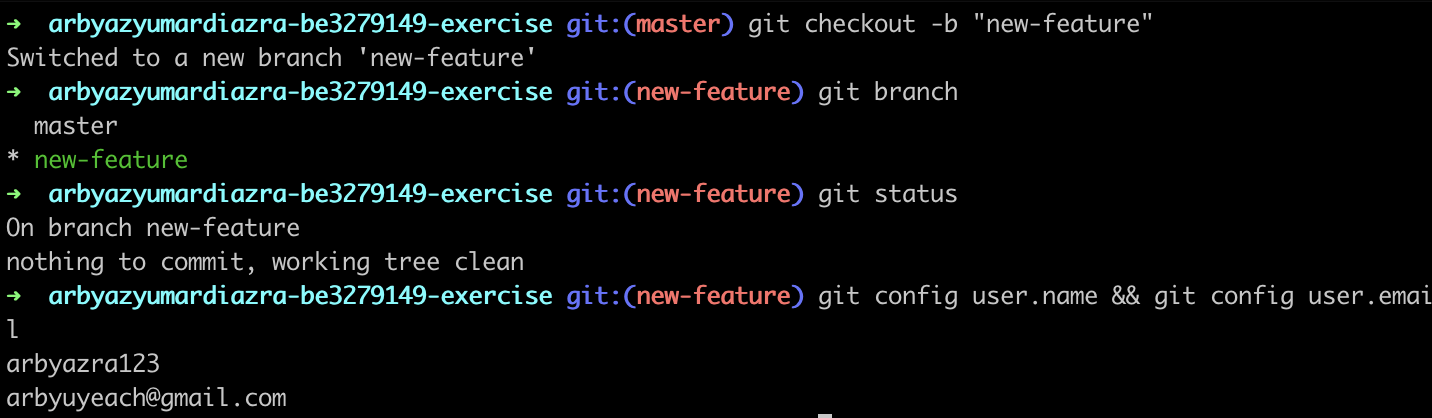 ➜  arbyazyumardiazra-be3279149-exercise git:(master) git checkout -b "new-feature"
Switched to a new branch 'new-feature'
➜  arbyazyumardiazra-be3279149-exercise git:(new-feature) git branch
  master
* new-feature
➜  arbyazyumardiazra-be3279149-exercise git:(new-feature) git status
On branch new-feature
nothing to commit, working tree clean
➜  arbyazyumardiazra-be3279149-exercise git:(new-feature) git config user.name && git config user.emai
l
arbyazra123
arbyuyeach@gmail.com